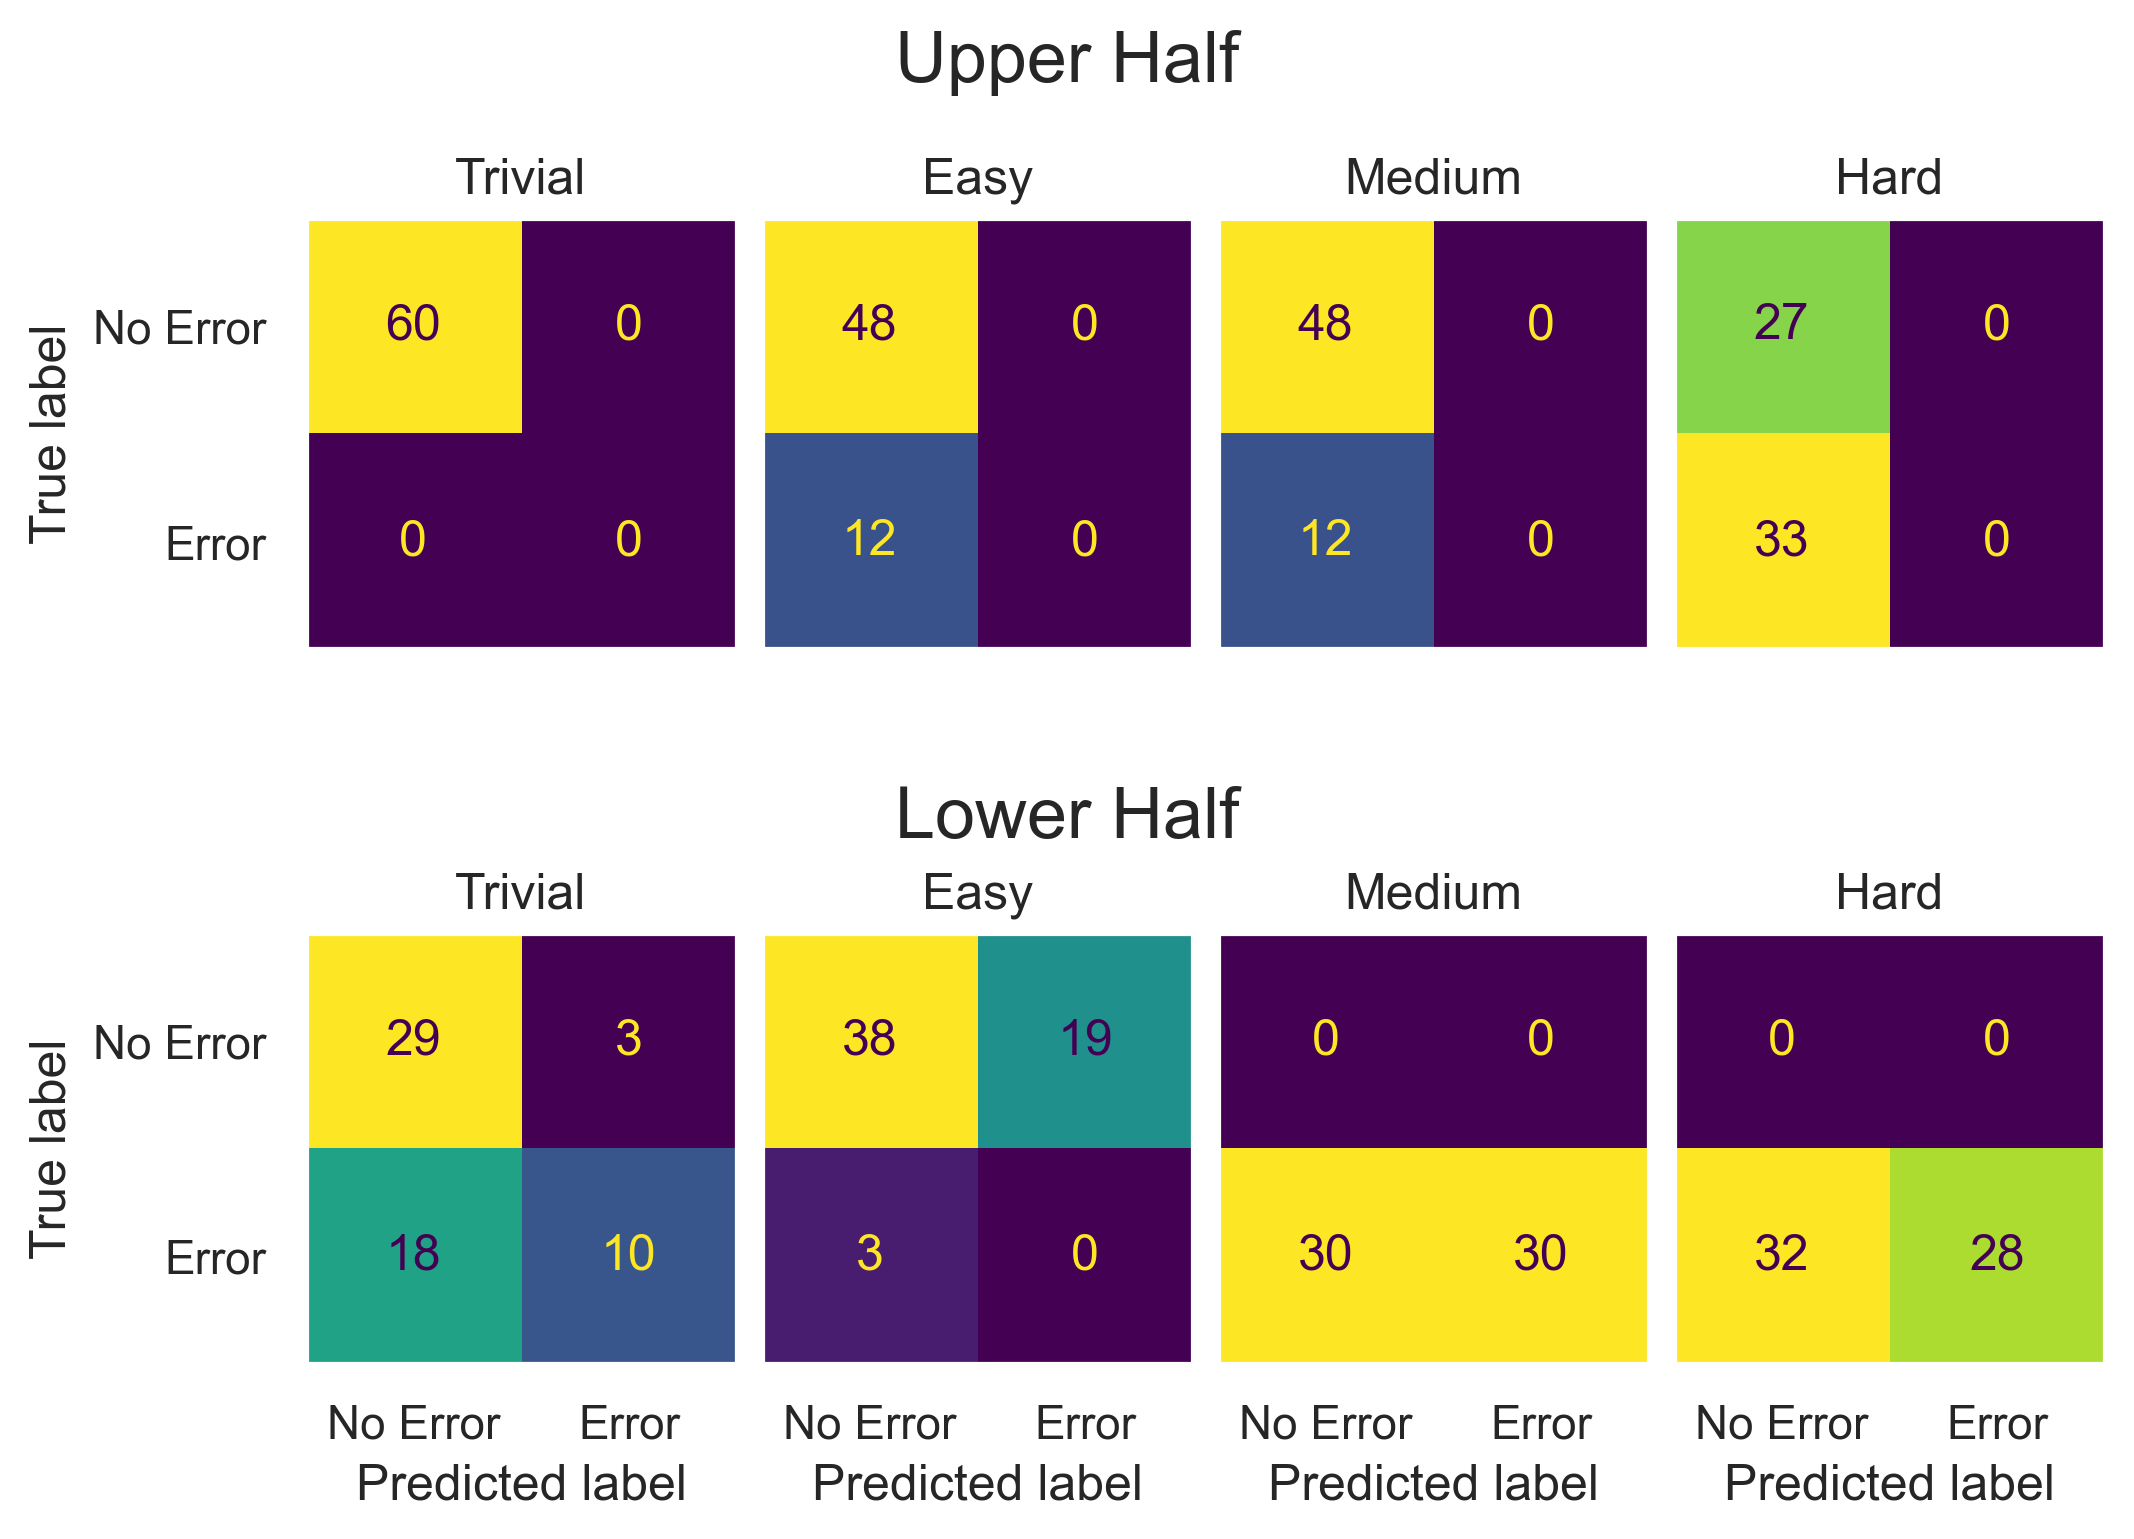 Upper Half
Trivial Easy Medium Hard
True label
No Error 60 0 48 0 48 0 27 0
Error 0 0 12 0 12 0 33 0
Lower Half
Trivial Easy Medium Hard
True label
No Error 29 3 38 19 0 0 0 0
Error 18 10 3 0 30 30 32 28
No Error Error No Error Error No Error Error No Error Error
Predicted label Predicted label Predicted label Predicted label